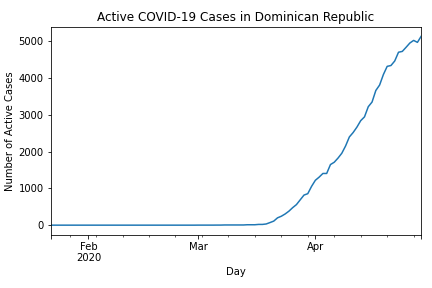 Active COVID-19 Cases in Dominican Republic
Number of Active Cases
5000
4000
3000
2000
1000
0
Feb
2020
Mar
Apr
Day